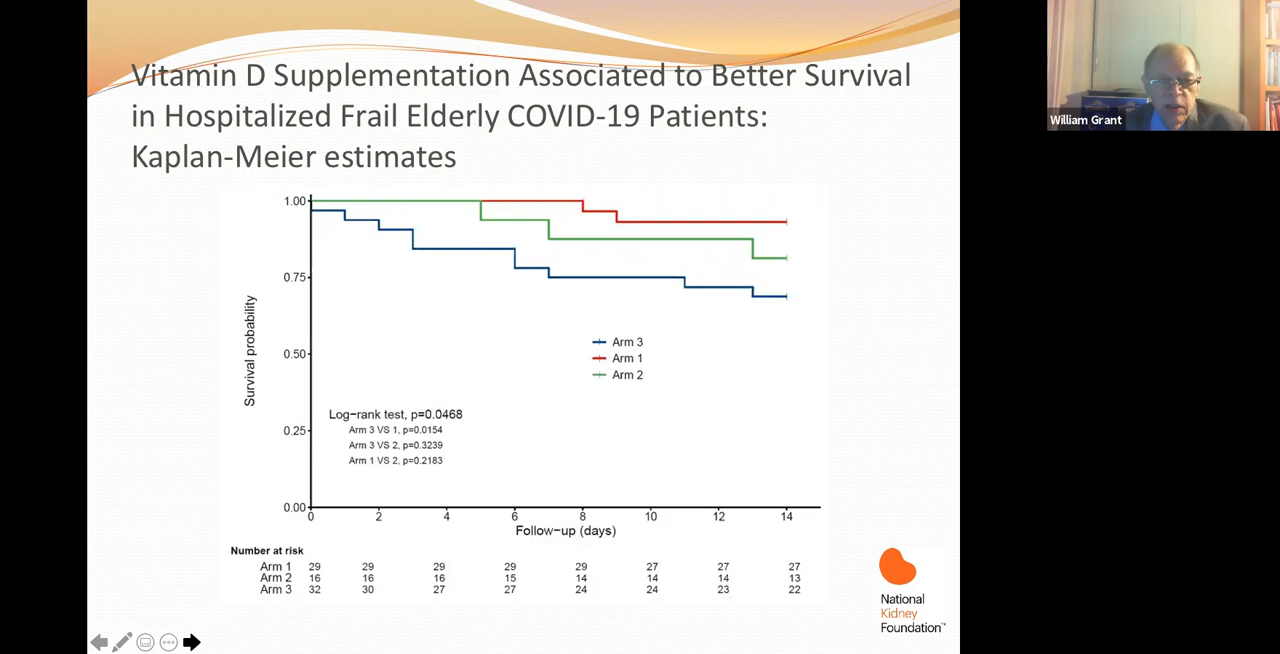 Vitamin D Supplementation Associated to Better Survival
in Hospitalized Frail Elderly COVID-19 Patients:
Kaplan-Meier estimates
William Grant
1.00
0.75
0.50
0.25
0.00
Survival probability
Arm 3
Arm 1
Arm 2
Log-rank test, p=0.0468
Arm 3 VS 1, p=0.0154
Arm 3 VS 2, p=0.3239
Arm 1 VS 2, p=0.2183
0 2 4 6 8 10 12 14
Follow-up (days)
Number at risk
Arm 1 29 29 29 29 29 27 27 27
Arm 2 16 16 16 15 14 14 14 13
Arm 3 32 30 27 27 24 24 23 22
National
Kidney
Foundation™